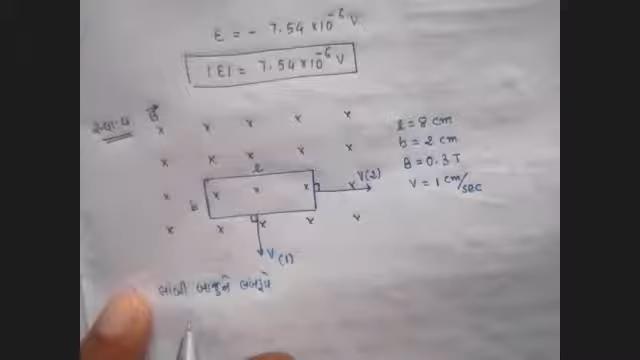 ε = - 7.54 ×10⁻⁶ V
|ε| = 7.54 ×10⁻⁶ V
B⃗
x x x x x
x x x x x
l
l = 8 cm
b = 2 cm
B = 0.3 T
V = 1 cm/sec
x x x x x V(2)
b
x x x x x
V (1)
લાંબી બાજુને લંબરૂપે